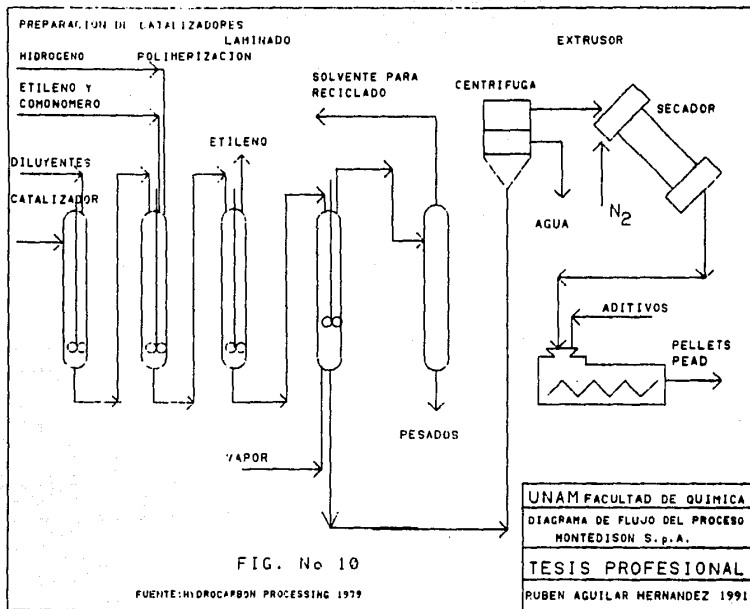 PREPARACION DE CATALIZADORES
LAMINADO
EXTRUSOR
HIDROGENO
POLIMERIZACION
SOLVENTE PARA
RECICLADO
CENTRIFUGA
SECADOR
ETILENO Y
COMONOMERO
ETILENO
DILUYENTES
CATALIZADOR
N2
AGUA
ADITIVOS
PELLETS
PEAD
PESADOS
VAPOR
UNAM FACULTAD DE QUIMICA
DIAGRAMA DE FLUJO DEL PROCESO
MONTEDISON S.p.A.
FIG. No 10
TESIS PROFESIONAL
FUENTE:HYDROCARBON PROCESSING 1979
RUBEN AGUILAR HERNANDEZ 1991